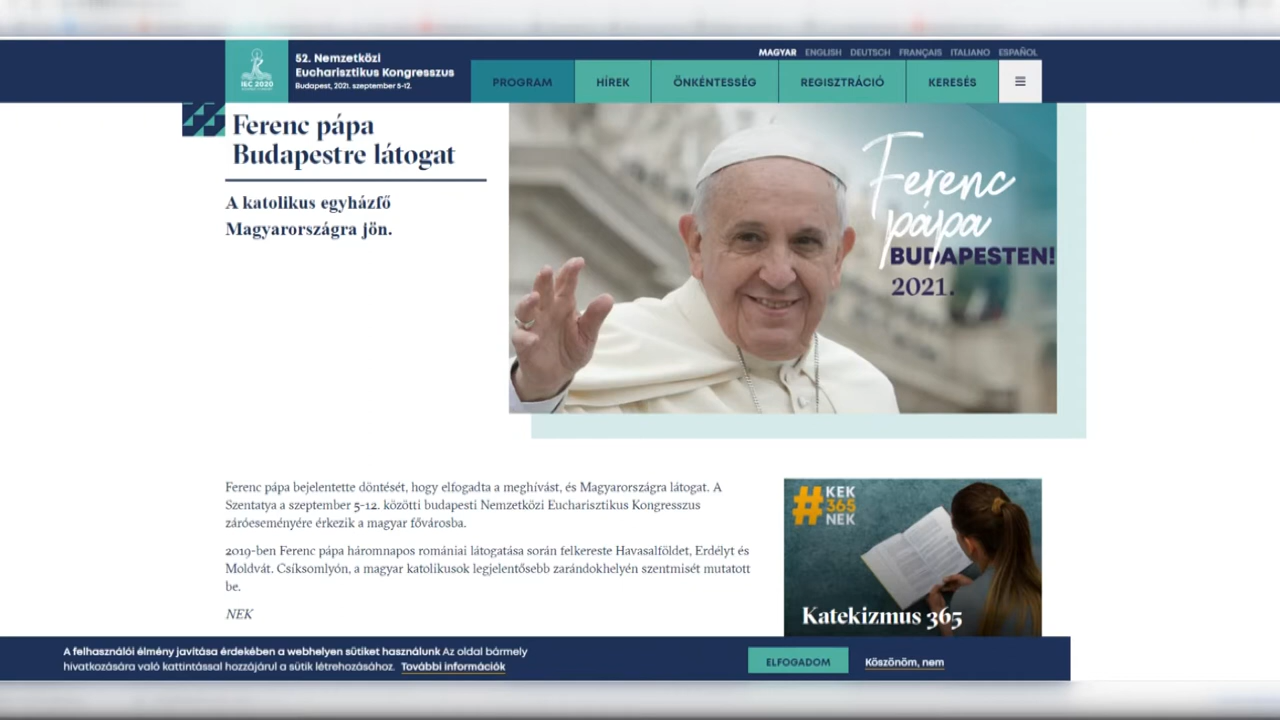 MAGYAR ENGLISH DEUTSCH FRANÇAIS ITALIANO ESPAÑOL
IEC 2020
52. Nemzetközi
Eucharisztikus Kongresszus
Budapest, 2021. szeptember 5-12.
PROGRAM HÍREK ÖNKÉNTESSÉG REGISZTRÁCIÓ KERESÉS
Ferenc pápa
Budapestre látogat
A katolikus egyházfő
Magyarországra jön.
Ferenc
pápa
BUDAPESTEN!
2021.
Ferenc pápa bejelentette döntését, hogy elfogadta a meghívást, és Magyarországra látogat. A
Szentatya a szeptember 5-12. közötti budapesti Nemzetközi Eucharisztikus Kongresszus
záróeseményére érkezik a magyar fővárosba.
2019-ben Ferenc pápa háromnapos romániai látogatása során felkereste Havasalföldet, Erdélyt és
Moldvát. Csíksomlyón, a magyar katolikusok legjelentősebb zarándokhelyén szentmisét mutatott
be.
NEK
#KEK
365
NEK
Katekizmus 365
A felhasználói élmény javítása érdekében a webhelyen sütiket használunk Az oldal bármely
hivatkozására való kattintással hozzájárul a sütik létrehozásához. További információk
ELFOGADOM Köszönöm, nem